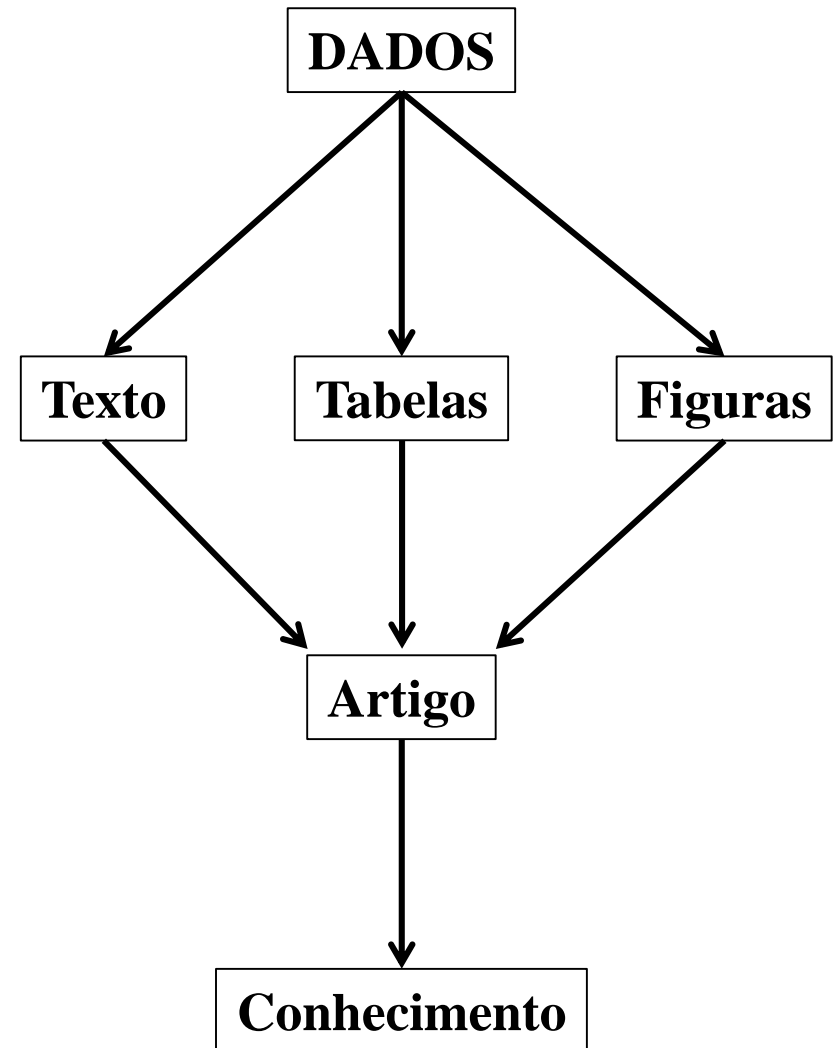 DADOS
Texto
Tabelas
Figuras
Artigo
Conhecimento